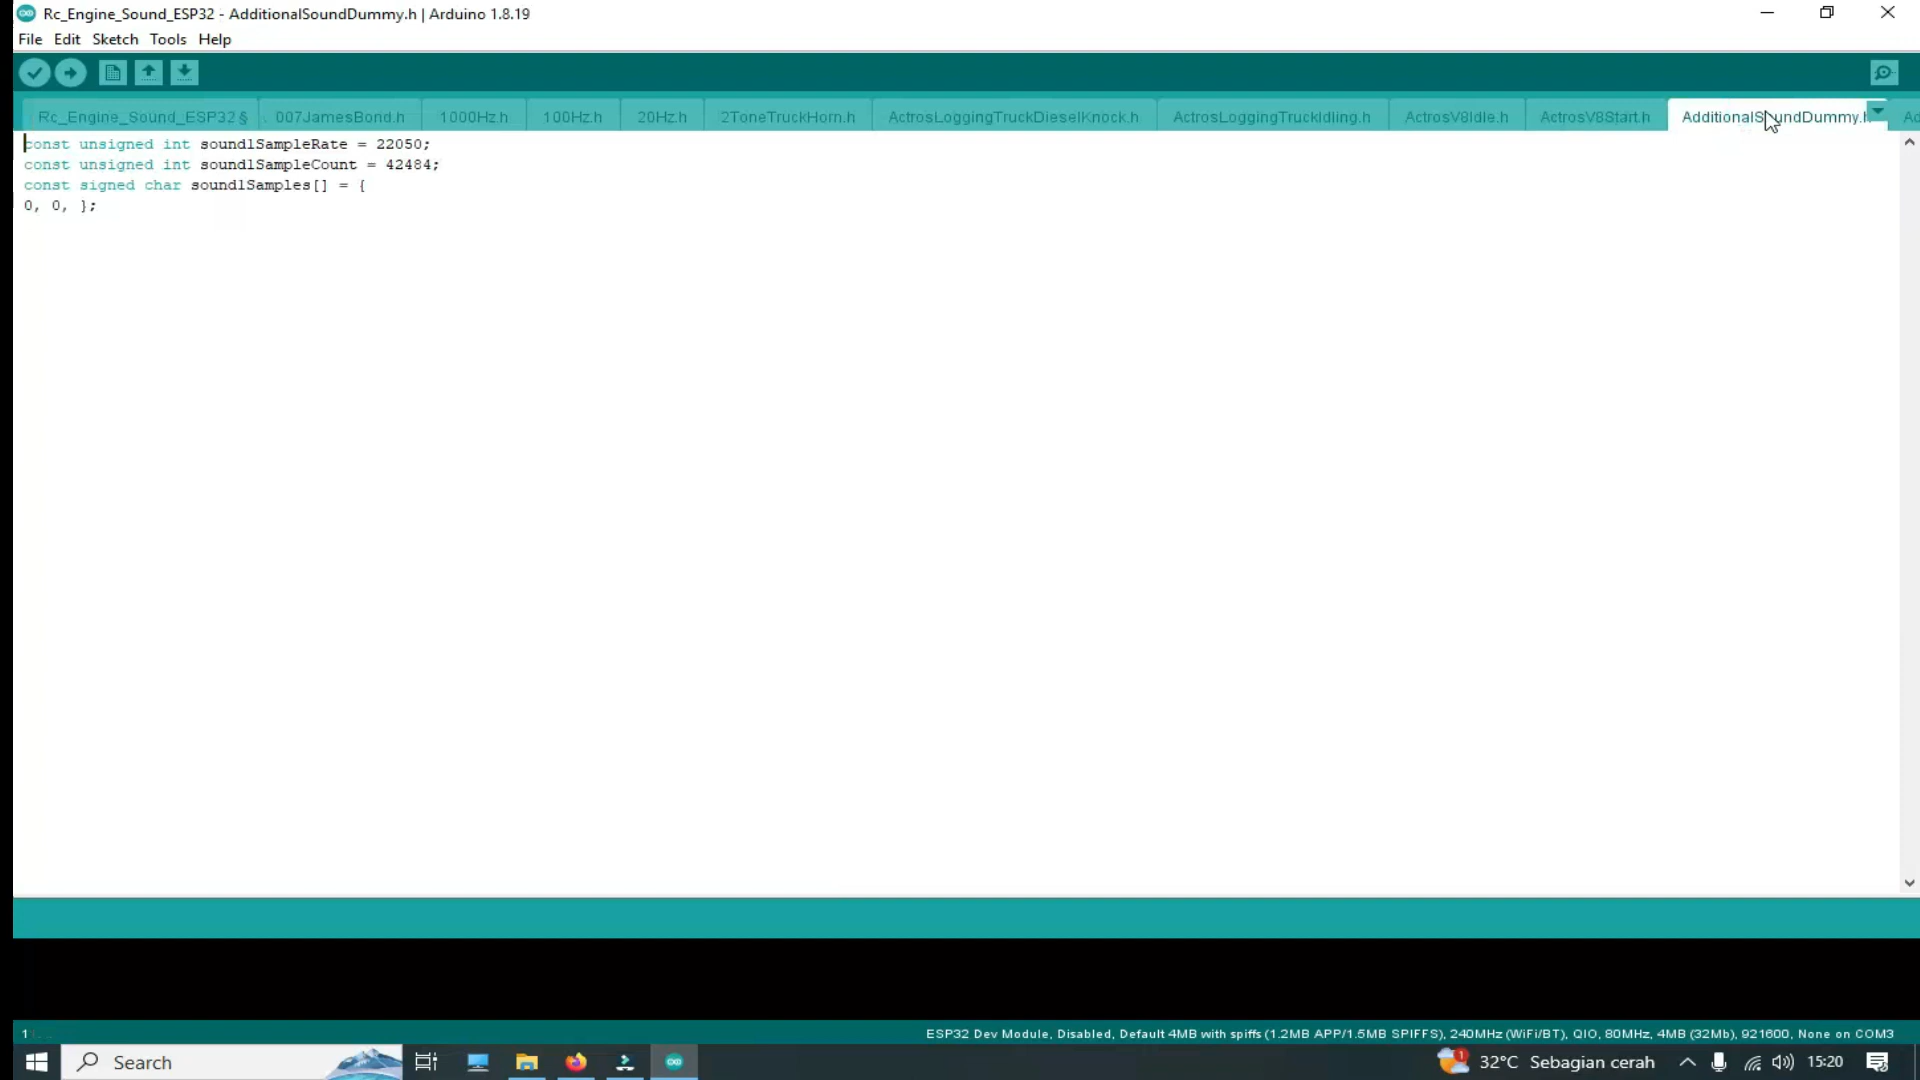 Rc_Engine_Sound_ESP32 - AdditionalSoundDummy.h | Arduino 1.8.19
File Edit Sketch Tools Help
Rc_Engine_Sound_ESP32 § 007JamesBond.h 1000Hz.h 100Hz.h 20Hz.h 2ToneTruckHorn.h ActrosLoggingTruckDieselKnock.h ActrosLoggingTruckIdling.h ActrosV8Idle.h ActrosV8Start.h AdditionalSoundDummy.h Ac
const unsigned int sound1SampleRate = 22050;
const unsigned int sound1SampleCount = 42484;
const signed char sound1Samples[] = {
0, 0, };
1
ESP32 Dev Module, Disabled, Default 4MB with spiffs (1.2MB APP/1.5MB SPIFFS), 240MHz (WiFi/BT), QIO, 80MHz, 4MB (32Mb), 921600, None on COM3
Search 1 32°C Sebagian cerah 15:20